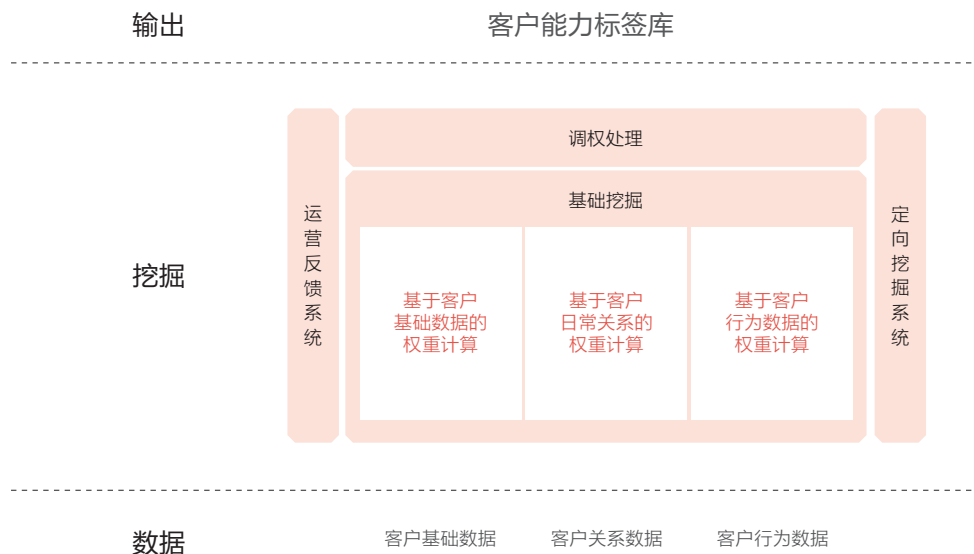 输出
客户能力标签库
调权处理
基础挖掘
运营反馈系统
定向挖掘系统
挖掘
基于客户
基础数据的
权重计算
基于客户
日常关系的
权重计算
基于客户
行为数据的
权重计算
数据
客户基础数据
客户关系数据
客户行为数据